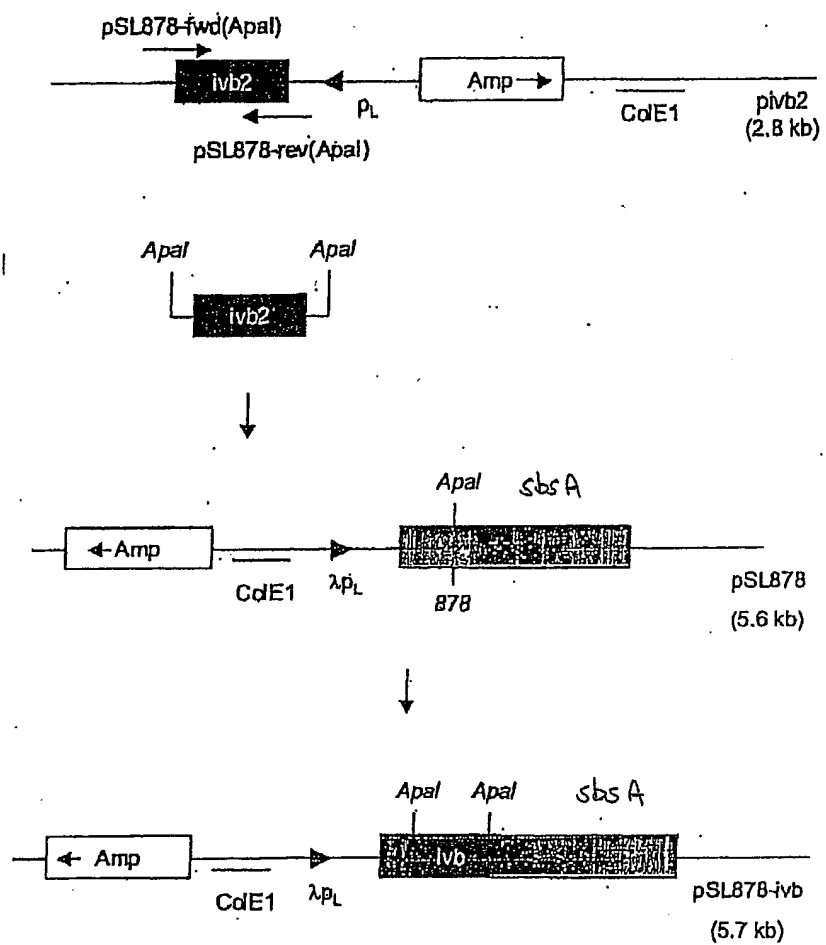 pSL878-fwd(ApaI)
ivb2
Amp
pL
ColE1
pivb2
(2.8 kb)
pSL878-rev(ApaI)
ApaI ApaI
ivb2
ApaI sbsA
Amp
ColE1
λpL
878
pSL878
(5.6 kb)
ApaI ApaI sbsA
Amp
ivb
ColE1
λpL
pSL878-ivb
(5.7 kb)